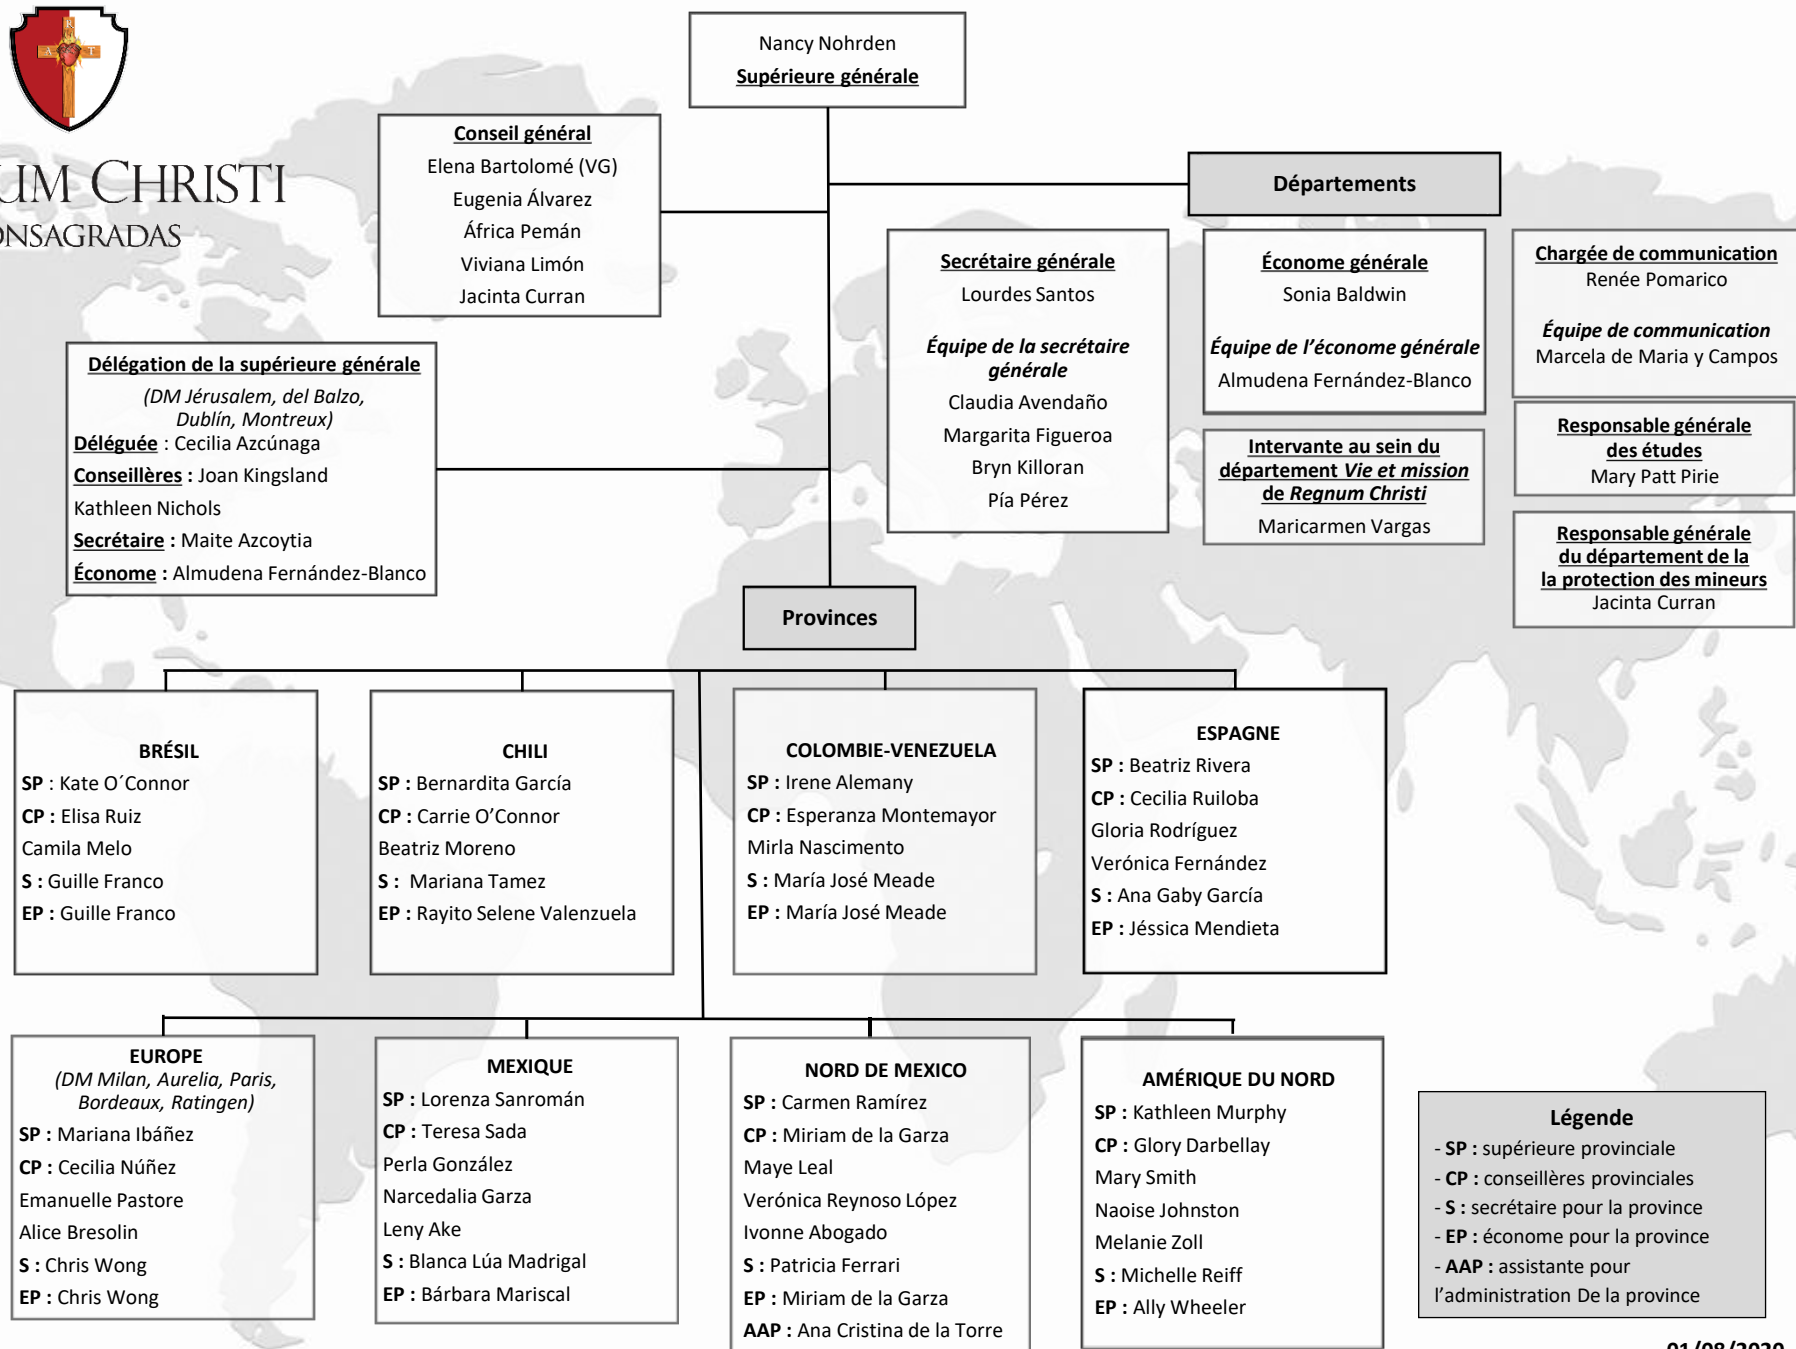 UM CHRISTI
ONSAGRADAS
Nancy Nohrden
Supérieure générale
Conseil général
Elena Bartolomé (VG)
Eugenia Álvarez
África Pemán
Viviana Limón
Jacinta Curran
Départements
Délégation de la supérieure générale
(DM Jérusalem, del Balzo,
Dublín, Montreux)
Déléguée : Cecilia Azcúnaga
Conseillères : Joan Kingsland
Kathleen Nichols
Secrétaire : Maite Azcoytia
Économe : Almudena Fernández-Blanco
Secrétaire générale
Lourdes Santos
Équipe de la secrétaire
générale
Claudia Avendaño
Margarita Figueroa
Bryn Killoran
Pía Pérez
Économe générale
Sonia Baldwin
Équipe de l’économe générale
Almudena Fernández-Blanco
Intervante au sein du
département Vie et mission
de Regnum Christi
Maricarmen Vargas
Chargée de communication
Renée Pomarico
Équipe de communication
Marcela de Maria y Campos
Responsable générale
des études
Mary Patt Pirie
Responsable générale
du département de la
la protection des mineurs
Jacinta Curran
Provinces
BRÉSIL
SP : Kate O´Connor
CP : Elisa Ruiz
Camila Melo
S : Guille Franco
EP : Guille Franco
CHILI
SP : Bernardita García
CP : Carrie O’Connor
Beatriz Moreno
S : Mariana Tamez
EP : Rayito Selene Valenzuela
COLOMBIE-VENEZUELA
SP : Irene Alemany
CP : Esperanza Montemayor
Mirla Nascimento
S : María José Meade
EP : María José Meade
ESPAGNE
SP : Beatriz Rivera
CP : Cecilia Ruiloba
Gloria Rodríguez
Verónica Fernández
S : Ana Gaby García
EP : Jéssica Mendieta
EUROPE
(DM Milan, Aurelia, Paris,
Bordeaux, Ratingen)
SP : Mariana Ibáñez
CP : Cecilia Núñez
Emanuelle Pastore
Alice Bresolin
S : Chris Wong
EP : Chris Wong
MEXIQUE
SP : Lorenza Sanromán
CP : Teresa Sada
Perla González
Narcedalia Garza
Leny Ake
S : Blanca Lúa Madrigal
EP : Bárbara Mariscal
NORD DE MEXICO
SP : Carmen Ramírez
CP : Miriam de la Garza
Maye Leal
Verónica Reynoso López
Ivonne Abogado
S : Patricia Ferrari
EP : Miriam de la Garza
AAP : Ana Cristina de la Torre
AMÉRIQUE DU NORD
SP : Kathleen Murphy
CP : Glory Darbellay
Mary Smith
Naoise Johnston
Melanie Zoll
S : Michelle Reiff
EP : Ally Wheeler
Légende
- SP : supérieure provinciale
- CP : conseillères provinciales
- S : secrétaire pour la province
- EP : économe pour la province
- AAP : assistante pour
l’administration De la province